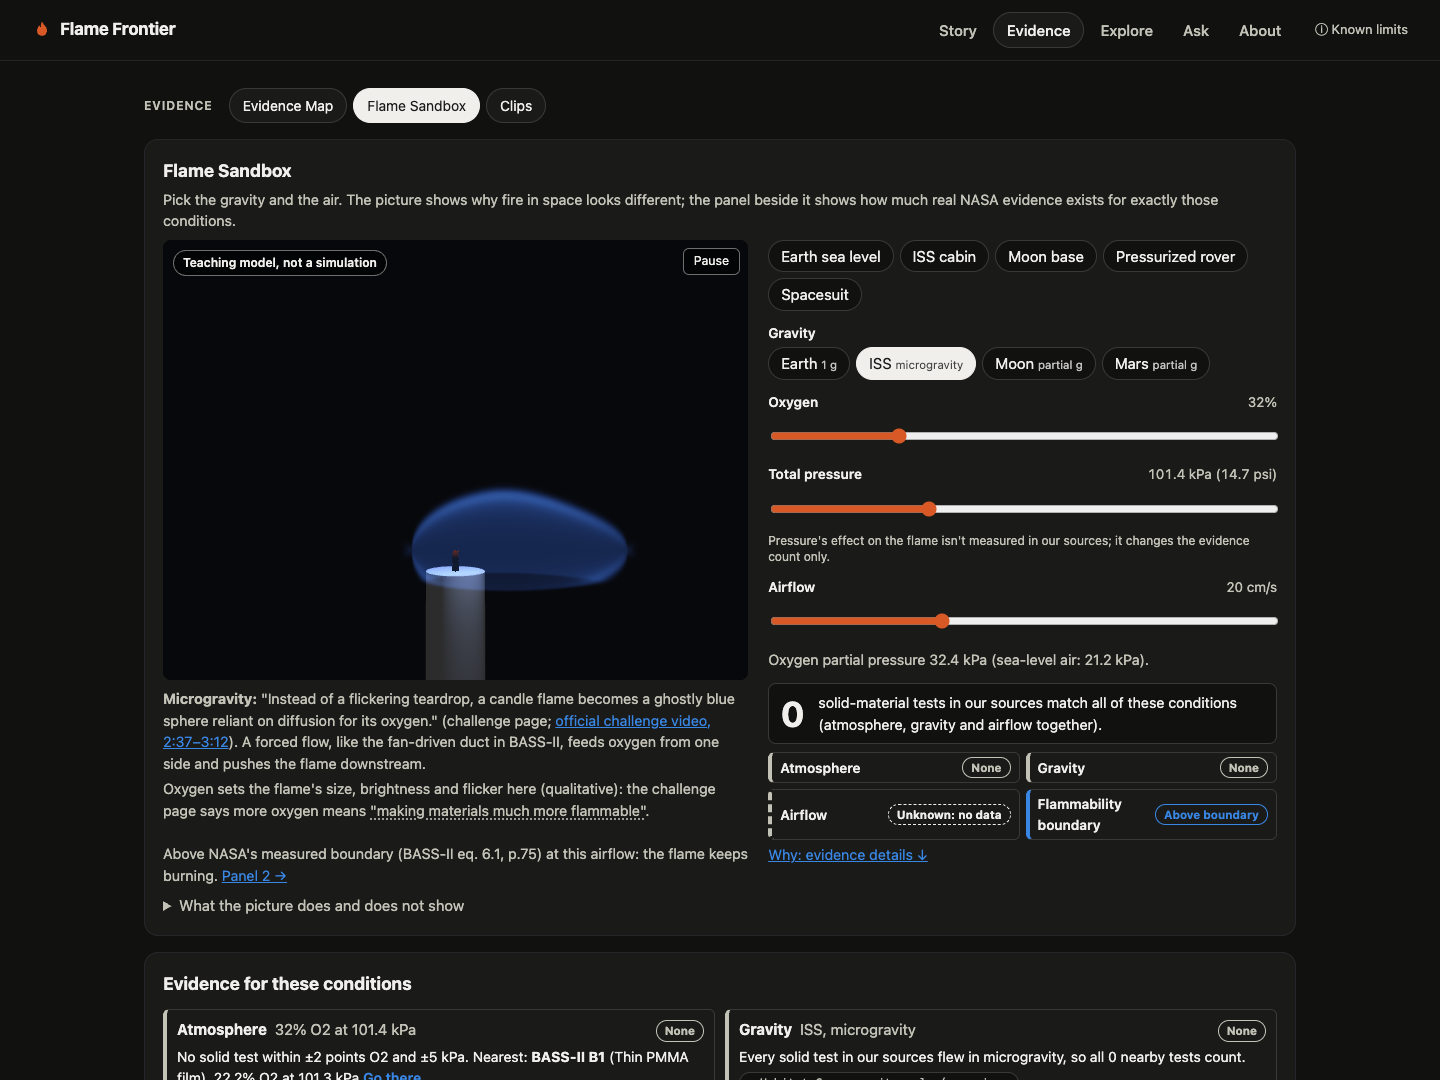 Flame Frontier
Story
Evidence
Explore
Ask
About
ⓘ Known limits
EVIDENCE
Evidence Map
Flame Sandbox
Clips
Flame Sandbox
Pick the gravity and the air. The picture shows why fire in space looks different; the panel beside it shows how much real NASA evidence exists for exactly those
conditions.
Teaching model, not a simulation
Pause
Microgravity: "Instead of a flickering teardrop, a candle flame becomes a ghostly blue
sphere reliant on diffusion for its oxygen." (challenge page; official challenge video,
2:37–3:12). A forced flow, like the fan-driven duct in BASS-II, feeds oxygen from one
side and pushes the flame downstream.
Oxygen sets the flame's size, brightness and flicker here (qualitative): the challenge
page says more oxygen means "making materials much more flammable".
Above NASA's measured boundary (BASS-II eq. 6.1, p.75) at this airflow: the flame keeps
burning. Panel 2 →
▶ What the picture does and does not show
Earth sea level
ISS cabin
Moon base
Pressurized rover
Spacesuit
Gravity
Earth 1 g
ISS microgravity
Moon partial g
Mars partial g
Oxygen 32%
Total pressure 101.4 kPa (14.7 psi)
Pressure's effect on the flame isn't measured in our sources; it changes the evidence
count only.
Airflow 20 cm/s
Oxygen partial pressure 32.4 kPa (sea-level air: 21.2 kPa).
0 solid-material tests in our sources match all of these conditions
(atmosphere, gravity and airflow together).
Atmosphere None
Gravity None
Airflow Unknown: no data
Flammability
boundary Above boundary
Why: evidence details ↓
Evidence for these conditions
Atmosphere 32% O2 at 101.4 kPa None
No solid test within ±2 points O2 and ±5 kPa. Nearest: BASS-II B1 (Thin PMMA
film), 22.2% O2 at 101.3 kPa Go there
Gravity ISS, microgravity None
Every solid test in our sources flew in microgravity, so all 0 nearby tests count.